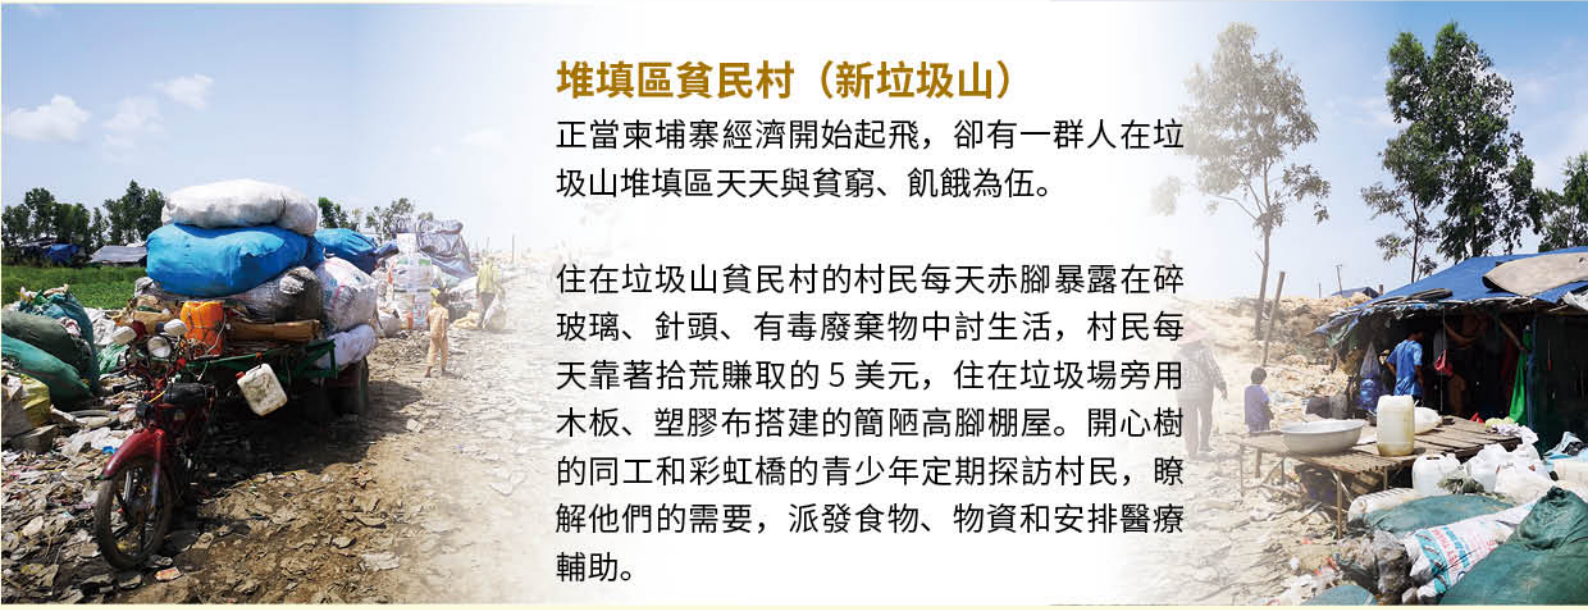 堆填區貧民村（新垃圾山）
正當柬埔寨經濟開始起飛，卻有一群人在垃
圾山堆填區天天與貧窮、飢餓為伍。
住在垃圾山貧民村的村民每天赤腳暴露在碎
玻璃、針頭、有毒廢棄物中討生活，村民每
天靠著拾荒賺取的 5 美元，住在垃圾場旁用
木板、塑膠布搭建的簡陋高腳棚屋。開心樹
的同工和彩虹橋的青少年定期探訪村民，瞭
解他們的需要，派發食物、物資和安排醫療
輔助。